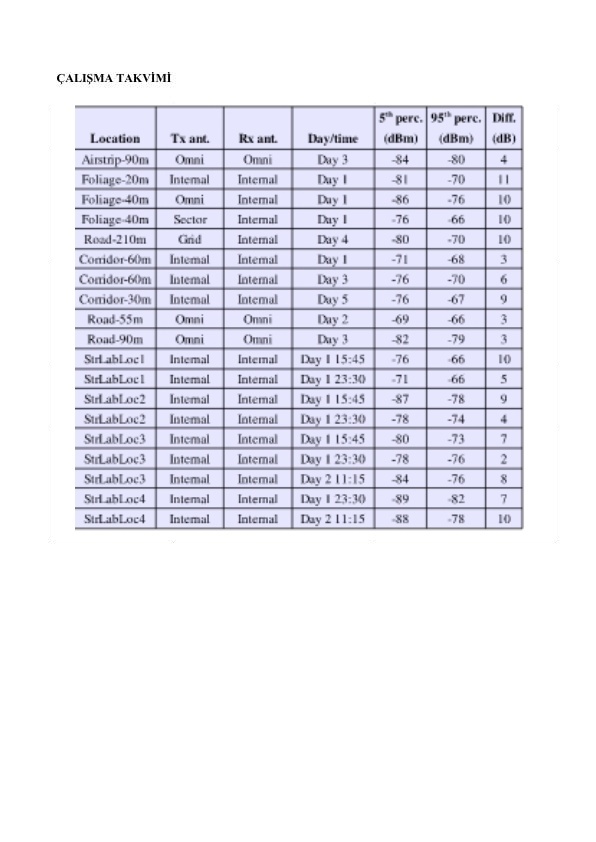 ÇALIŞMA TAKVİMİ
5th perc. 95th perc. Diff.
Location Tx ant. Rx ant. Day/time (dBm) (dBm) (dB)
Airstrip-90m Omni Omni Day 3 -84 -80 4
Foliage-20m Internal Internal Day 1 -81 -70 11
Foliage-40m Omni Internal Day 1 -86 -76 10
Foliage-40m Sector Internal Day 1 -76 -66 10
Road-210m Grid Internal Day 4 -80 -70 10
Corridor-60m Internal Internal Day 1 -71 -68 3
Corridor-60m Internal Internal Day 3 -76 -70 6
Corridor-30m Internal Internal Day 5 -76 -67 9
Road-55m Omni Omni Day 2 -69 -66 3
Road-90m Omni Omni Day 3 -82 -79 3
StrLabLoc1 Internal Internal Day 1 15:45 -76 -66 10
StrLabLoc1 Internal Internal Day 1 23:30 -71 -66 5
StrLabLoc2 Internal Internal Day 1 15:45 -87 -78 9
StrLabLoc2 Internal Internal Day 1 23:30 -78 -74 4
StrLabLoc3 Internal Internal Day 1 15:45 -80 -73 7
StrLabLoc3 Internal Internal Day 1 23:30 -78 -76 2
StrLabLoc3 Internal Internal Day 2 11:15 -84 -76 8
StrLabLoc4 Internal Internal Day 1 23:30 -89 -82 7
StrLabLoc4 Internal Internal Day 2 11:15 -88 -78 10